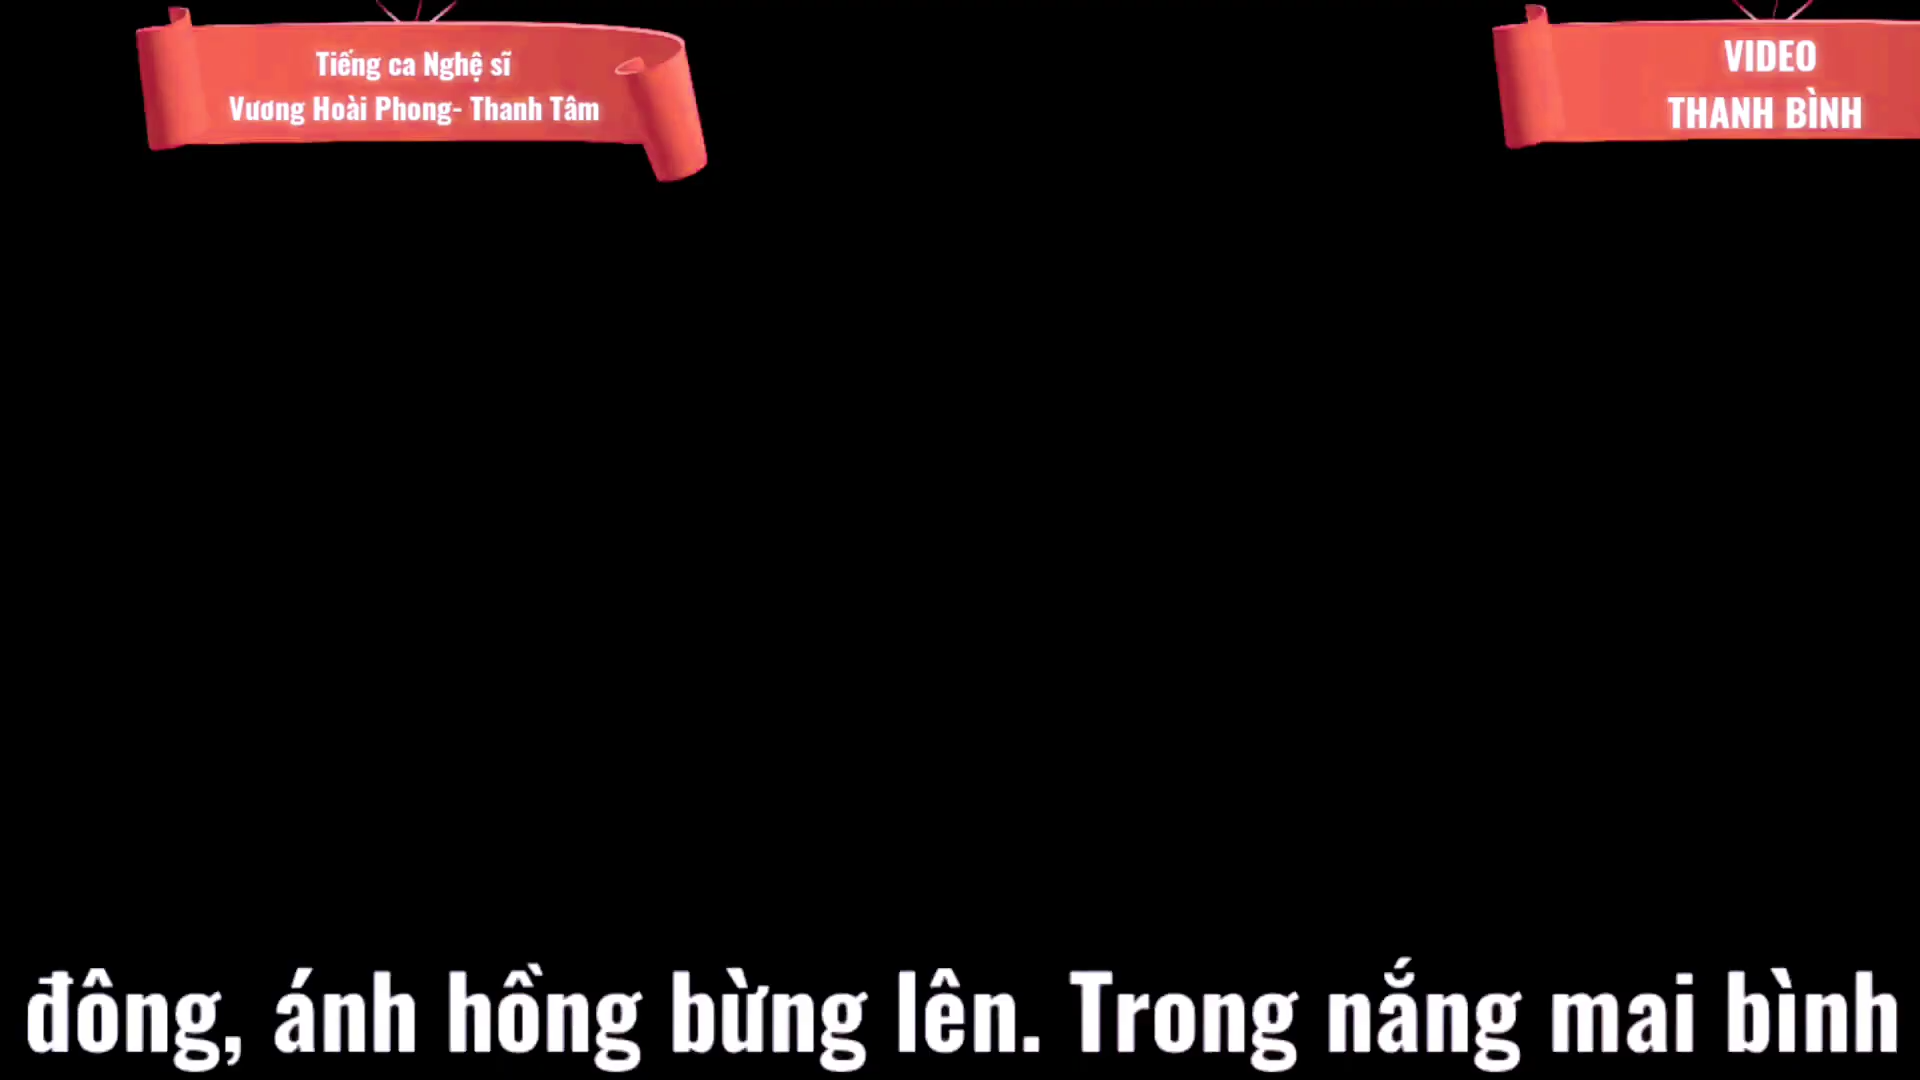 Tiếng ca Nghệ sĩ
Vương Hoài Phong- Thanh Tâm
VIDEO
THANH BÌNH
đông, ánh hồng bừng lên. Trong nắng mai bình